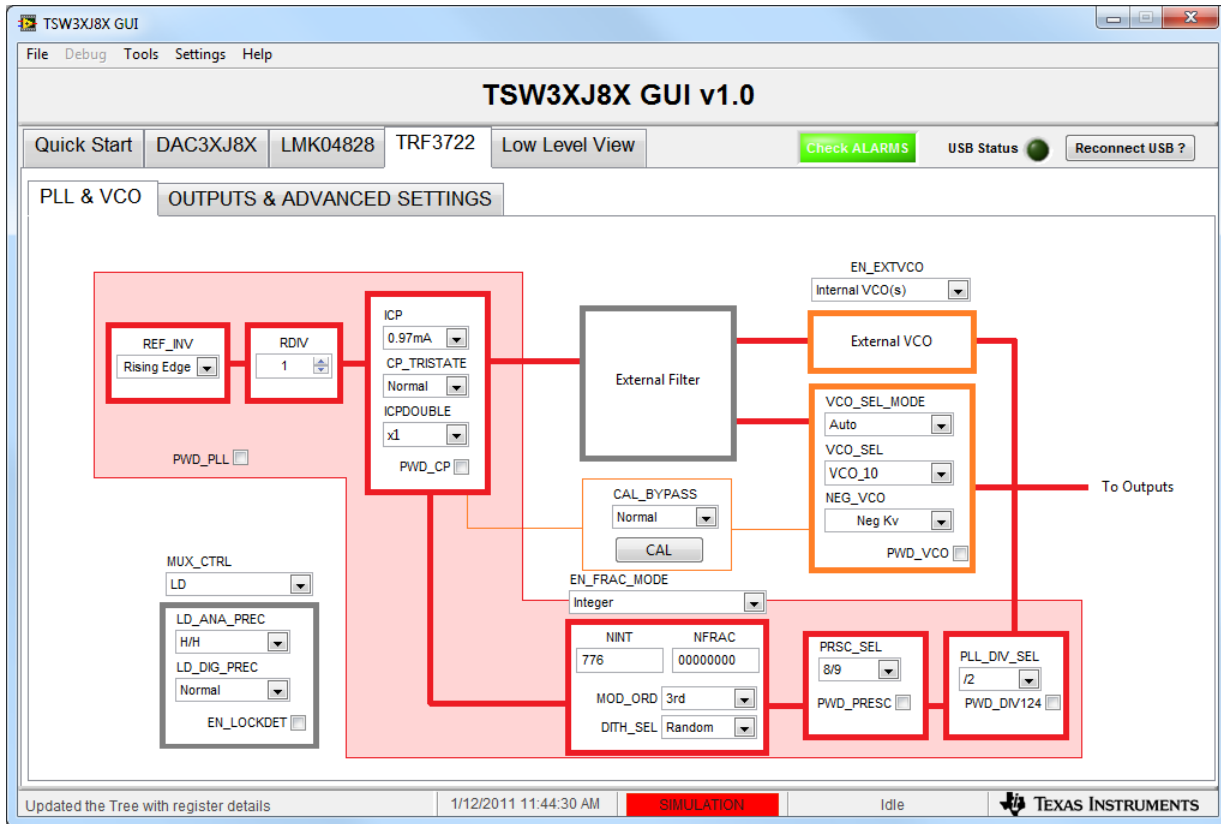 TSW3XJ8X GUI
File Debug Tools Settings Help
TSW3XJ8X GUI v1.0
Quick Start DAC3XJ8X LMK04828 TRF3722 Low Level View Check ALARMS USB Status Reconnect USB ?
PLL & VCO OUTPUTS & ADVANCED SETTINGS
REF_INV
Rising Edge
RDIV
1
PWD_PLL
ICP
0.97mA
CP_TRISTATE
Normal
ICPDOUBLE
x1
PWD_CP
External Filter
EN_EXTVCO
Internal VCO(s)
External VCO
VCO_SEL_MODE
Auto
VCO_SEL
VCO_10
NEG_VCO
Neg Kv
PWD_VCO
To Outputs
CAL_BYPASS
Normal
CAL
MUX_CTRL
LD
LD_ANA_PREC
H/H
LD_DIG_PREC
Normal
EN_LOCKDET
EN_FRAC_MODE
Integer
NINT NFRAC
776 00000000
MOD_ORD 3rd
DITH_SEL Random
PRSC_SEL
8/9
PWD_PRESC
PLL_DIV_SEL
/2
PWD_DIV124
Updated the Tree with register details 1/12/2011 11:44:30 AM SIMULATION Idle TEXAS INSTRUMENTS